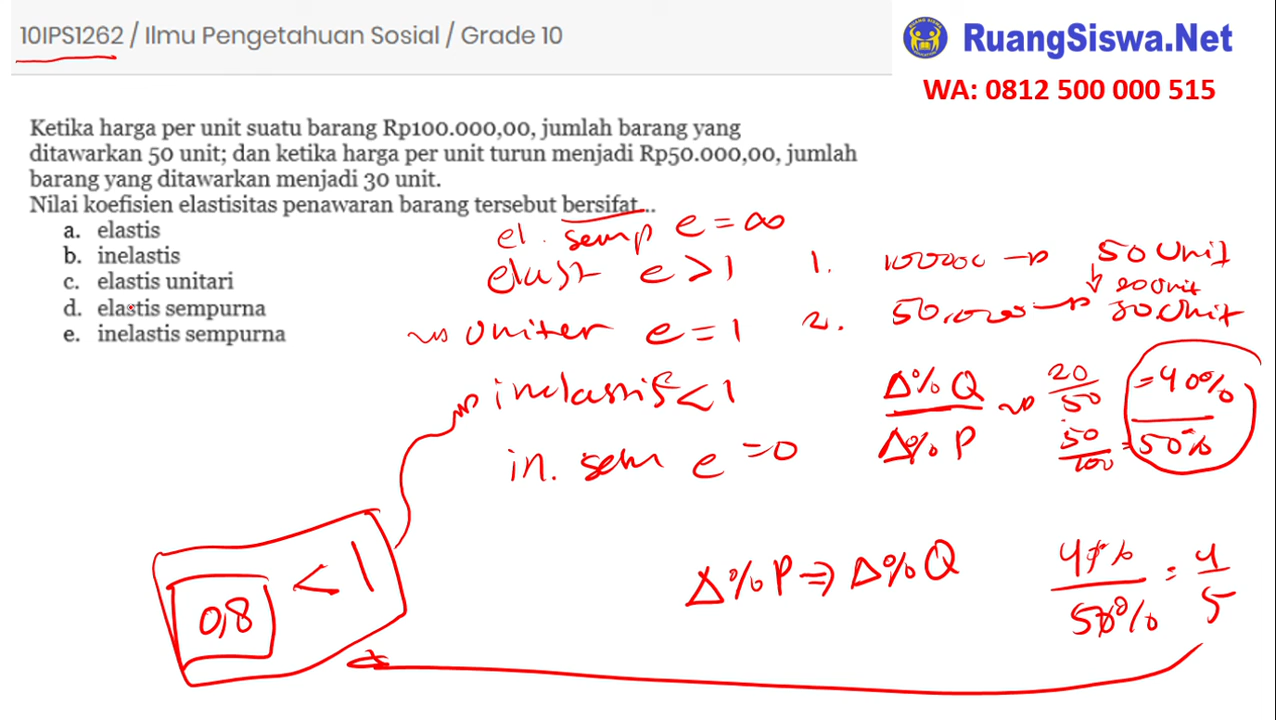 10IPS1262 / Ilmu Pengetahuan Sosial / Grade 10
RuangSiswa.Net
WA: 0812 500 000 515
Ketika harga per unit suatu barang Rp100.000,00, jumlah barang yang
ditawarkan 50 unit; dan ketika harga per unit turun menjadi Rp50.000,00, jumlah
barang yang ditawarkan menjadi 30 unit.
Nilai koefisien elastisitas penawaran barang tersebut bersifat...
a. elastis
b. inelastis
c. elastis unitari
d. elastis sempurna
e. inelastis sempurna
el. semp e = ∞
elast e > 1
uniter e = 1
inelastis < 1
in. sem e = 0
1. 100000 → 50 Unit
20 Unit
2. 50.000 → 30 Unit
Δ%Q 20/50 = 40%
Δ%P 50/100 = 50%
Δ%P ⇒ Δ%Q
40% / 50% = 4/5
0,8 < 1